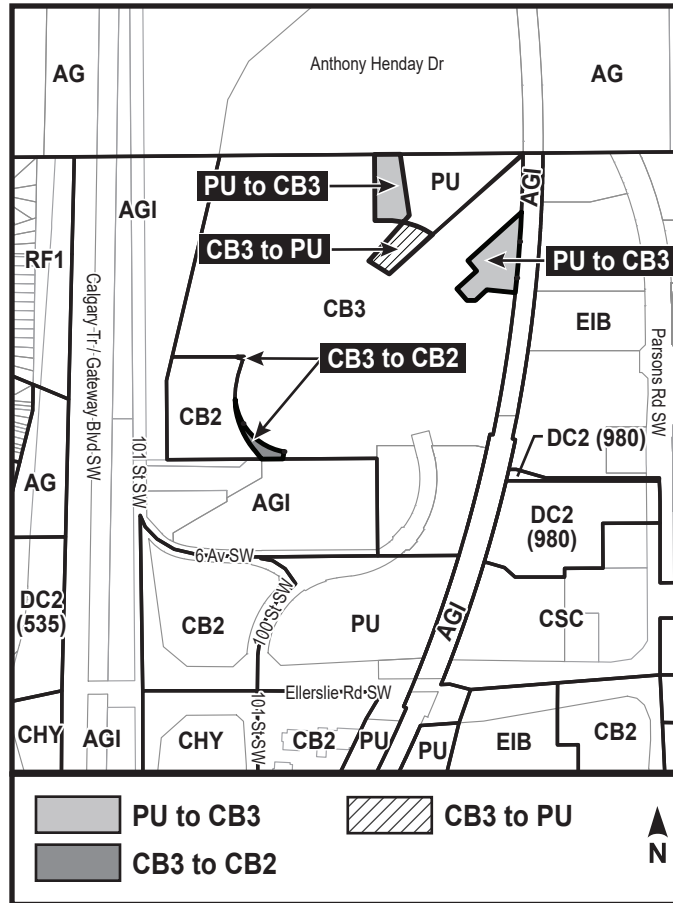 Anthony Henday Dr
AG
AG
PU to CB3
PU
AGI
AGI
CB3 to PU
PU to CB3
RF1
CB3
EIB
Calgary Tr / Gateway Blvd SW
Parsons Rd SW
CB3 to CB2
CB2
101 St SW
DC2 (980)
AG
AGI
DC2
(980)
6 Av SW
DC2
(535)
CB2
100 St SW
PU
AGI
CSC
Ellerslie Rd SW
CHY
AGI
CHY
101 St SW
CB2
PU
PU
EIB
CB2
PU to CB3
CB3 to PU
CB3 to CB2
N